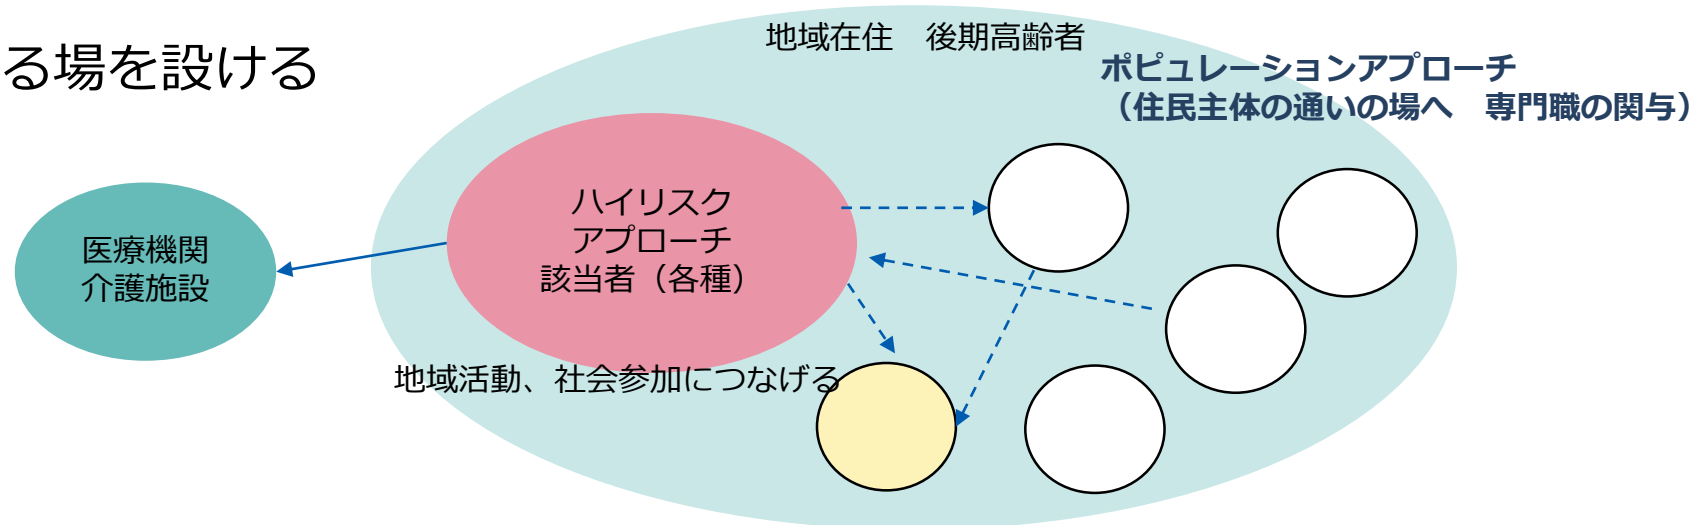 る場を設ける
地域在住　後期高齢者
ポピュレーションアプローチ
（住民主体の通いの場へ　専門職の関与）
ハイリスク
アプローチ
該当者（各種）
医療機関
介護施設
地域活動、社会参加につなげる